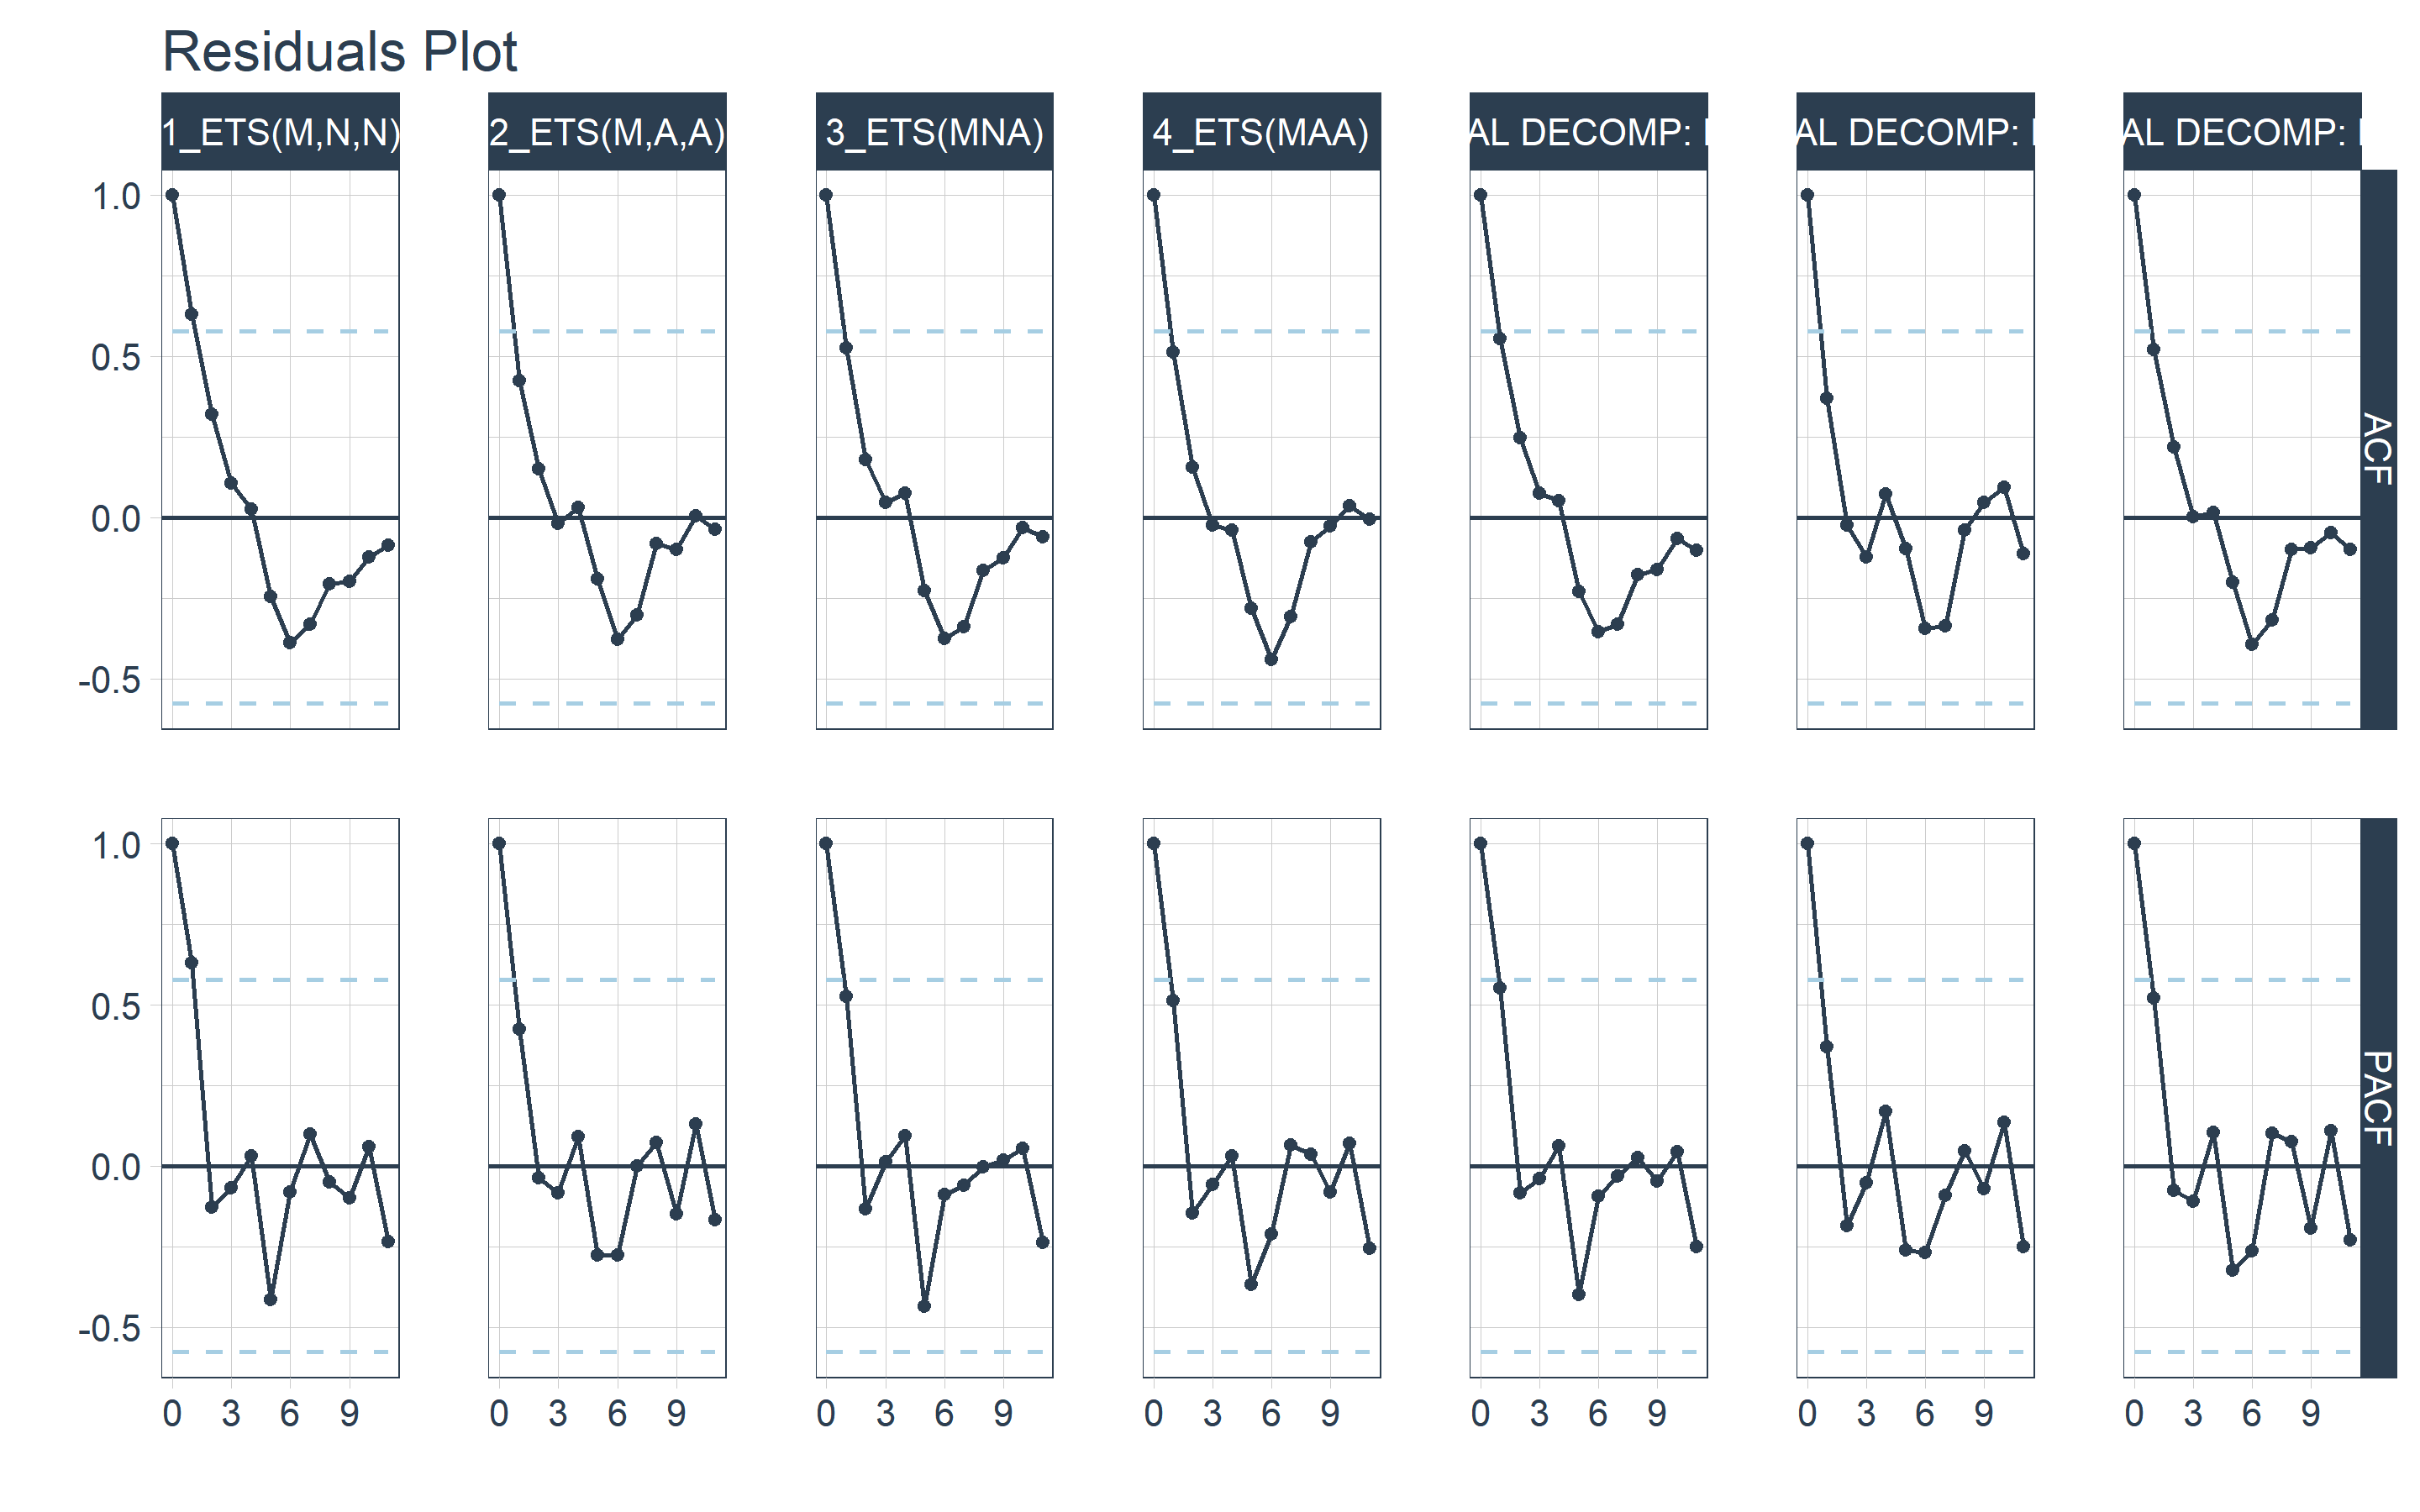 Residuals Plot
1_ETS(M,N,N) 2_ETS(M,A,A) 3_ETS(MNA) 4_ETS(MAA) AL DECOMP: AL DECOMP: AL DECOMP:
1.0
0.5
0.0
-0.5
ACF
1.0
0.5
0.0
-0.5
PACF
0 3 6 9 0 3 6 9 0 3 6 9 0 3 6 9 0 3 6 9 0 3 6 9 0 3 6 9